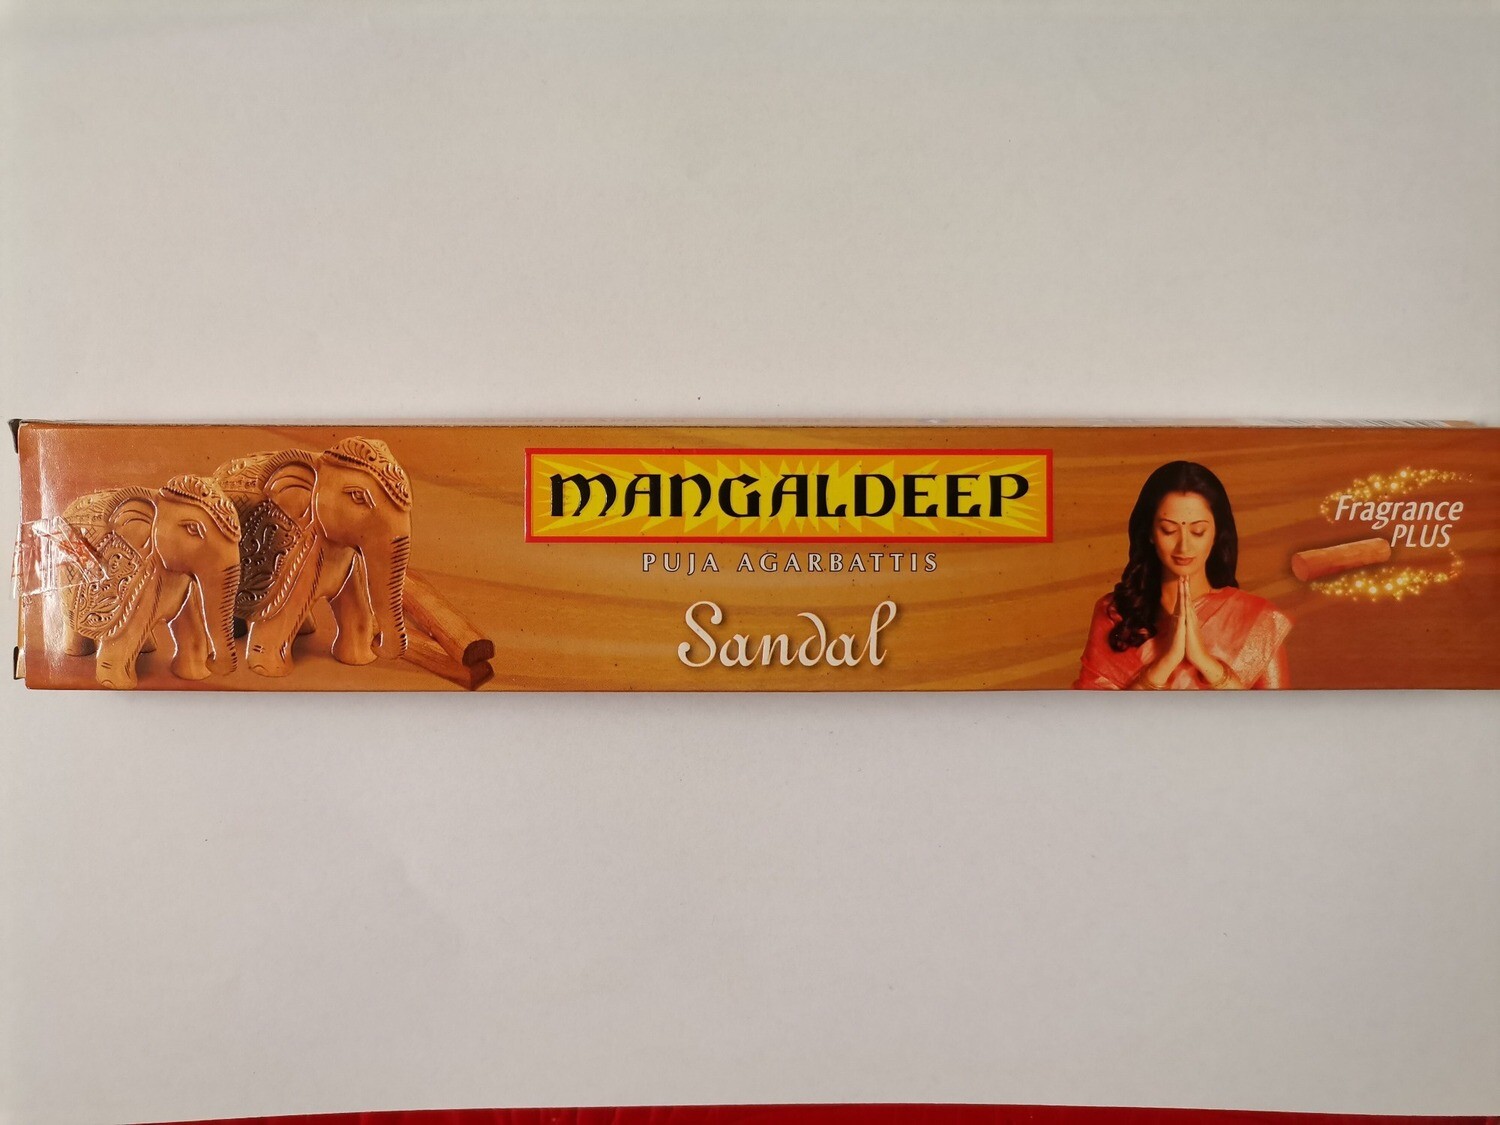 MANGALDEEP
PUJA AGARBATTIS
Sandal
Fragrance
PLUS